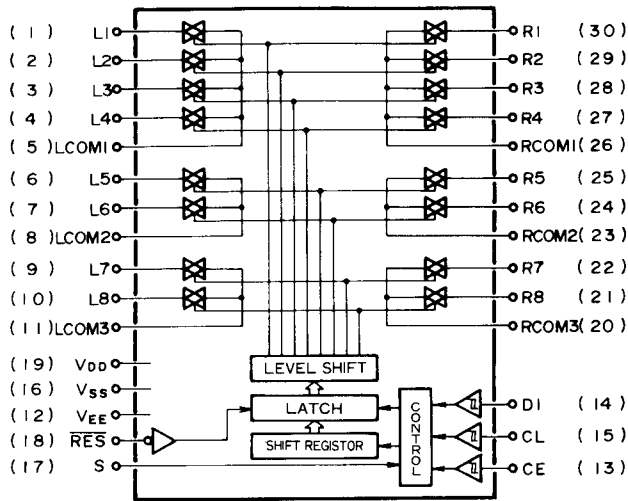 (1) L1 R1 (30)
(2) L2 R2 (29)
(3) L3 R3 (28)
(4) L4 R4 (27)
(5) LCOM1 RCOM1 (26)
(6) L5 R5 (25)
(7) L6 R6 (24)
(8) LCOM2 RCOM2 (23)
(9) L7 R7 (22)
(10) L8 R8 (21)
(11) LCOM3 RCOM3 (20)
(19) VDD LEVEL SHIFT
(16) VSS
(12) VEE LATCH CONTROL DI (14)
(18) RES SHIFT REGISTOR CL (15)
(17) S CE (13)